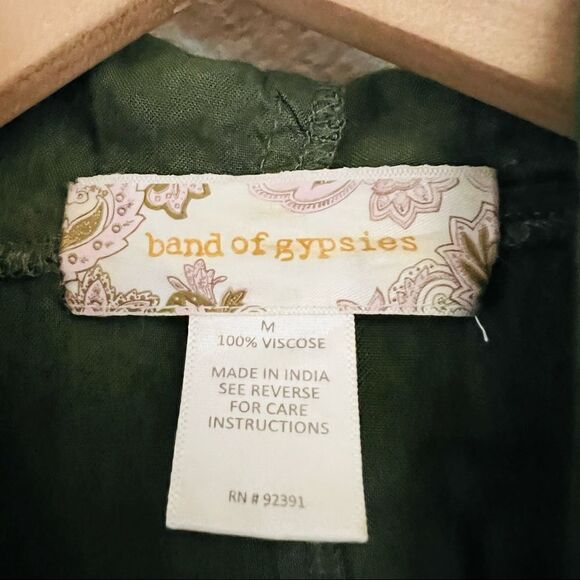 band of gypsies
M
100% VISCOSE
MADE IN INDIA
SEE REVERSE
FOR CARE
INSTRUCTIONS
RN # 92391